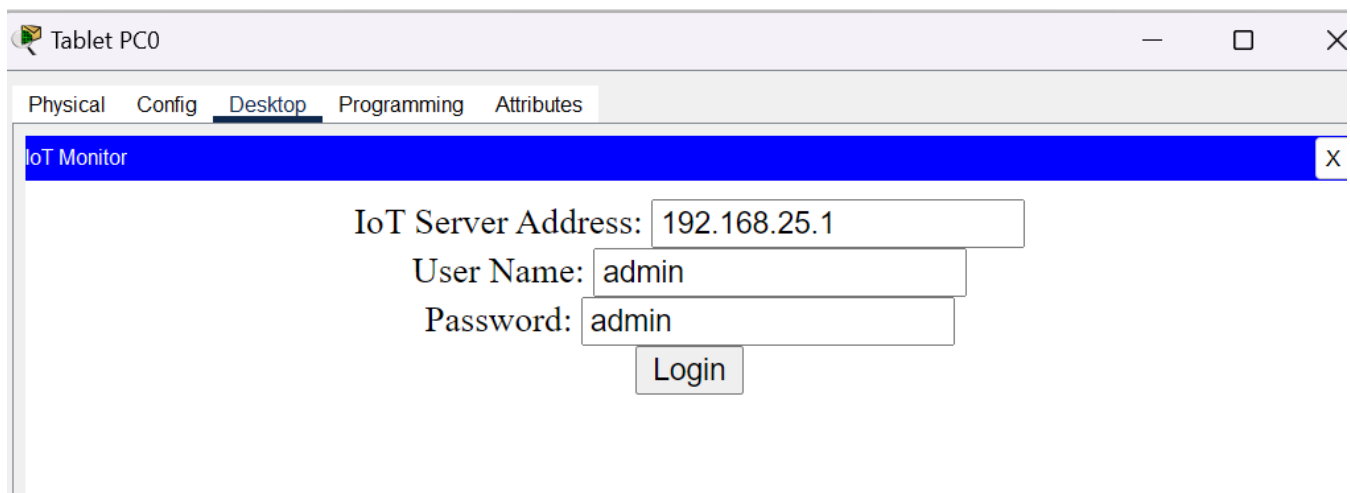 Tablet PC0
Physical Config Desktop Programming Attributes
IoT Monitor X
IoT Server Address: 192.168.25.1
User Name: admin
Password: admin
Login